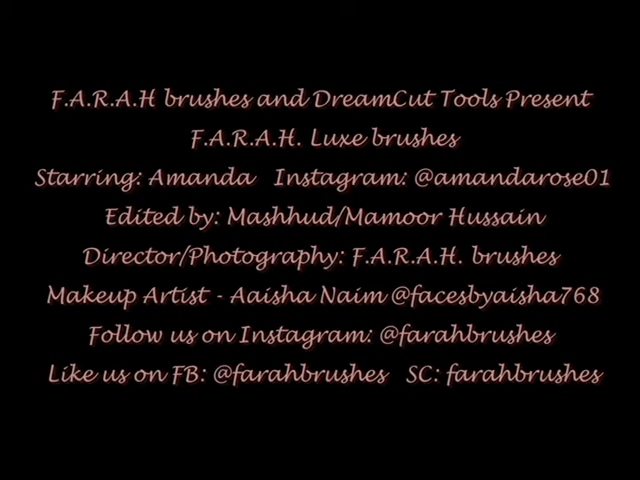 F.A.R.A.H brushes and DreamCut Tools Present
F.A.R.A.H. Luxe brushes
Starring: Amanda Instagram: @amandarose01
Edited by: Mashhud/Mamoor Hussain
Director/Photography: F.A.R.A.H. brushes
Makeup Artist - Aaisha Naim @facesbyaisha768
Follow us on Instagram: @farahbrushes
Like us on FB: @farahbrushes SC: farahbrushes